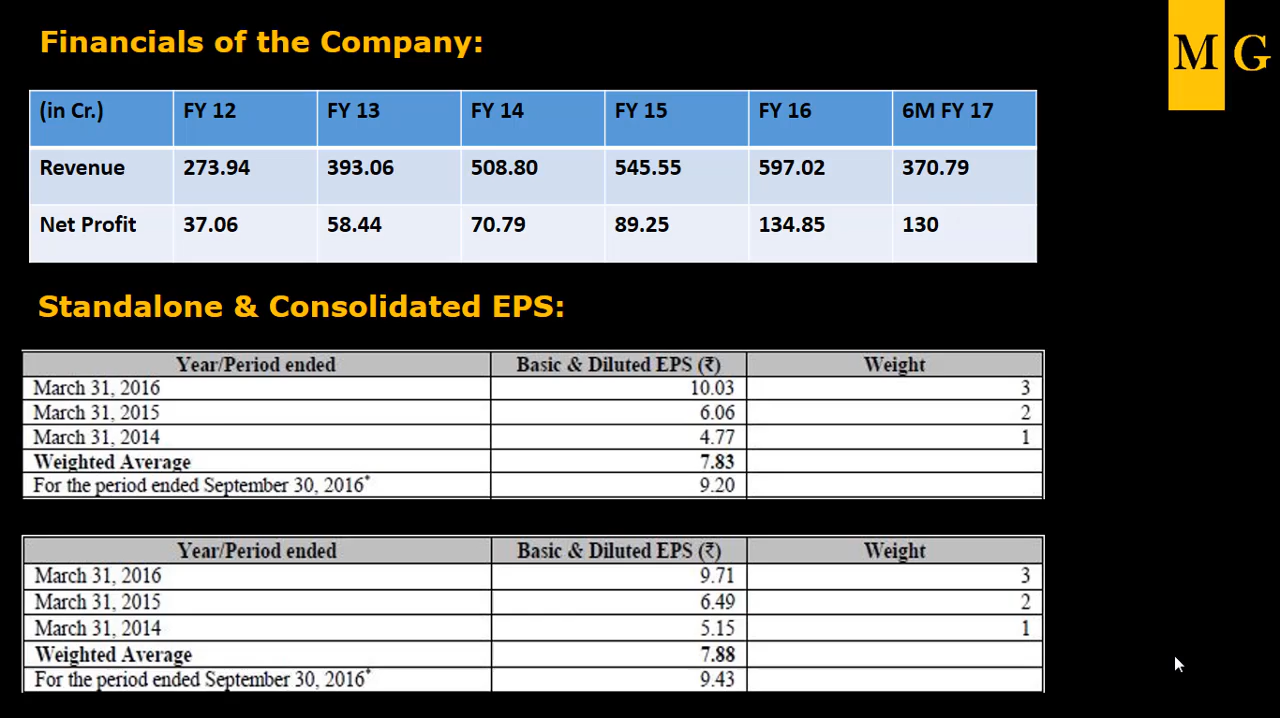 Financials of the Company:
M G
(in Cr.) FY 12 FY 13 FY 14 FY 15 FY 16 6M FY 17
Revenue 273.94 393.06 508.80 545.55 597.02 370.79
Net Profit 37.06 58.44 70.79 89.25 134.85 130
Standalone & Consolidated EPS:
Year/Period ended Basic & Diluted EPS (₹) Weight
March 31, 2016 10.03 3
March 31, 2015 6.06 2
March 31, 2014 4.77 1
Weighted Average 7.83
For the period ended September 30, 2016* 9.20
Year/Period ended Basic & Diluted EPS (₹) Weight
March 31, 2016 9.71 3
March 31, 2015 6.49 2
March 31, 2014 5.15 1
Weighted Average 7.88
For the period ended September 30, 2016* 9.43